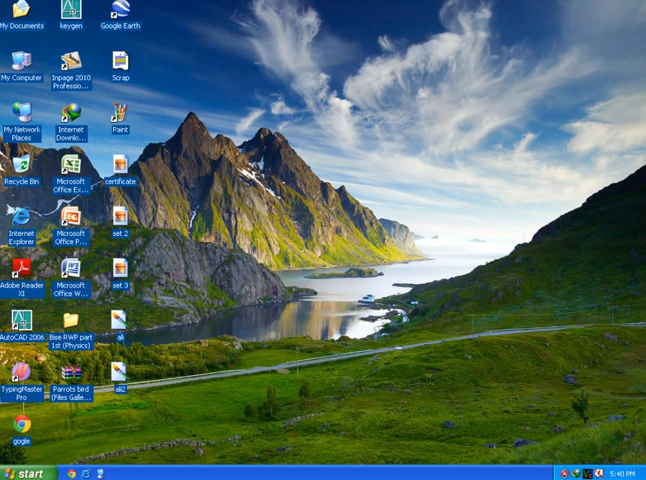 My Documents
keygen
Google Earth
My Computer
Inpage 2010
Professio...
Scrap
My Network
Places
Internet
Downlo...
Paint
Recycle Bin
Microsoft
Office Ex...
certificate
Internet
Explorer
Microsoft
Office P...
set 2
Adobe Reader
XI
Microsoft
Office W...
set 3
AutoCAD 2006
Bise RWP part
1st (Physics)
ali
TypingMaster
Pro
Parrots bird
(Files Galle...
ali2
gogle
start
5:40 PM